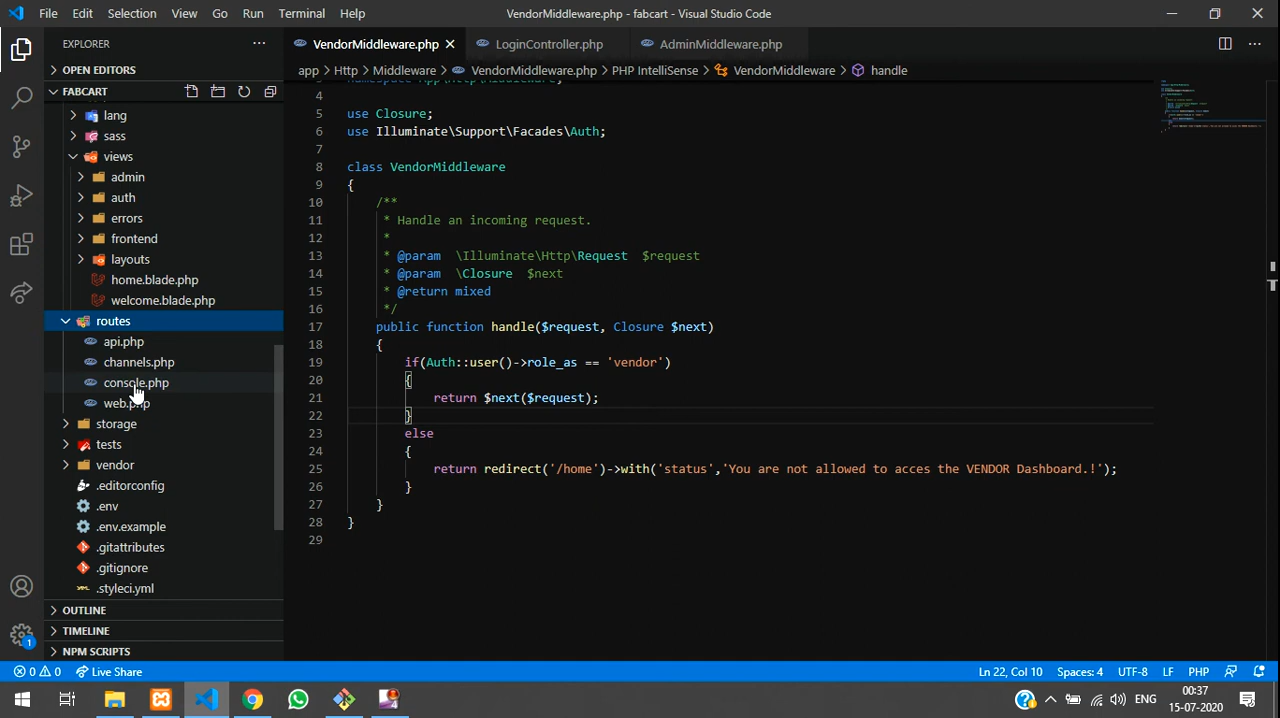 File Edit Selection View Go Run Terminal Help
VendorMiddleware.php - fabcart - Visual Studio Code
EXPLORER
OPEN EDITORS
FABCART
lang
sass
views
admin
auth
errors
frontend
layouts
home.blade.php
welcome.blade.php
routes
api.php
channels.php
console.php
web.php
storage
tests
vendor
.editorconfig
.env
.env.example
.gitattributes
.gitignore
.styleci.yml
OUTLINE
TIMELINE
NPM SCRIPTS
VendorMiddleware.php LoginController.php AdminMiddleware.php
app > Http > Middleware > VendorMiddleware.php > PHP IntelliSense > VendorMiddleware > handle
4
5 use Closure;
6 use Illuminate\Support\Facades\Auth;
7
8 class VendorMiddleware
9 {
10 /**
11 * Handle an incoming request.
12 *
13 * @param \Illuminate\Http\Request $request
14 * @param \Closure $next
15 * @return mixed
16 */
17 public function handle($request, Closure $next)
18 {
19 if(Auth::user()->role_as == 'vendor')
20 {
21 return $next($request);
22 }
23 else
24 {
25 return redirect('/home')->with('status','You are not allowed to acces the VENDOR Dashboard.!');
26 }
27 }
28 }
29
0 0 Live Share
Ln 22, Col 10 Spaces: 4 UTF-8 LF PHP
1
ENG
00:37
15-07-2020